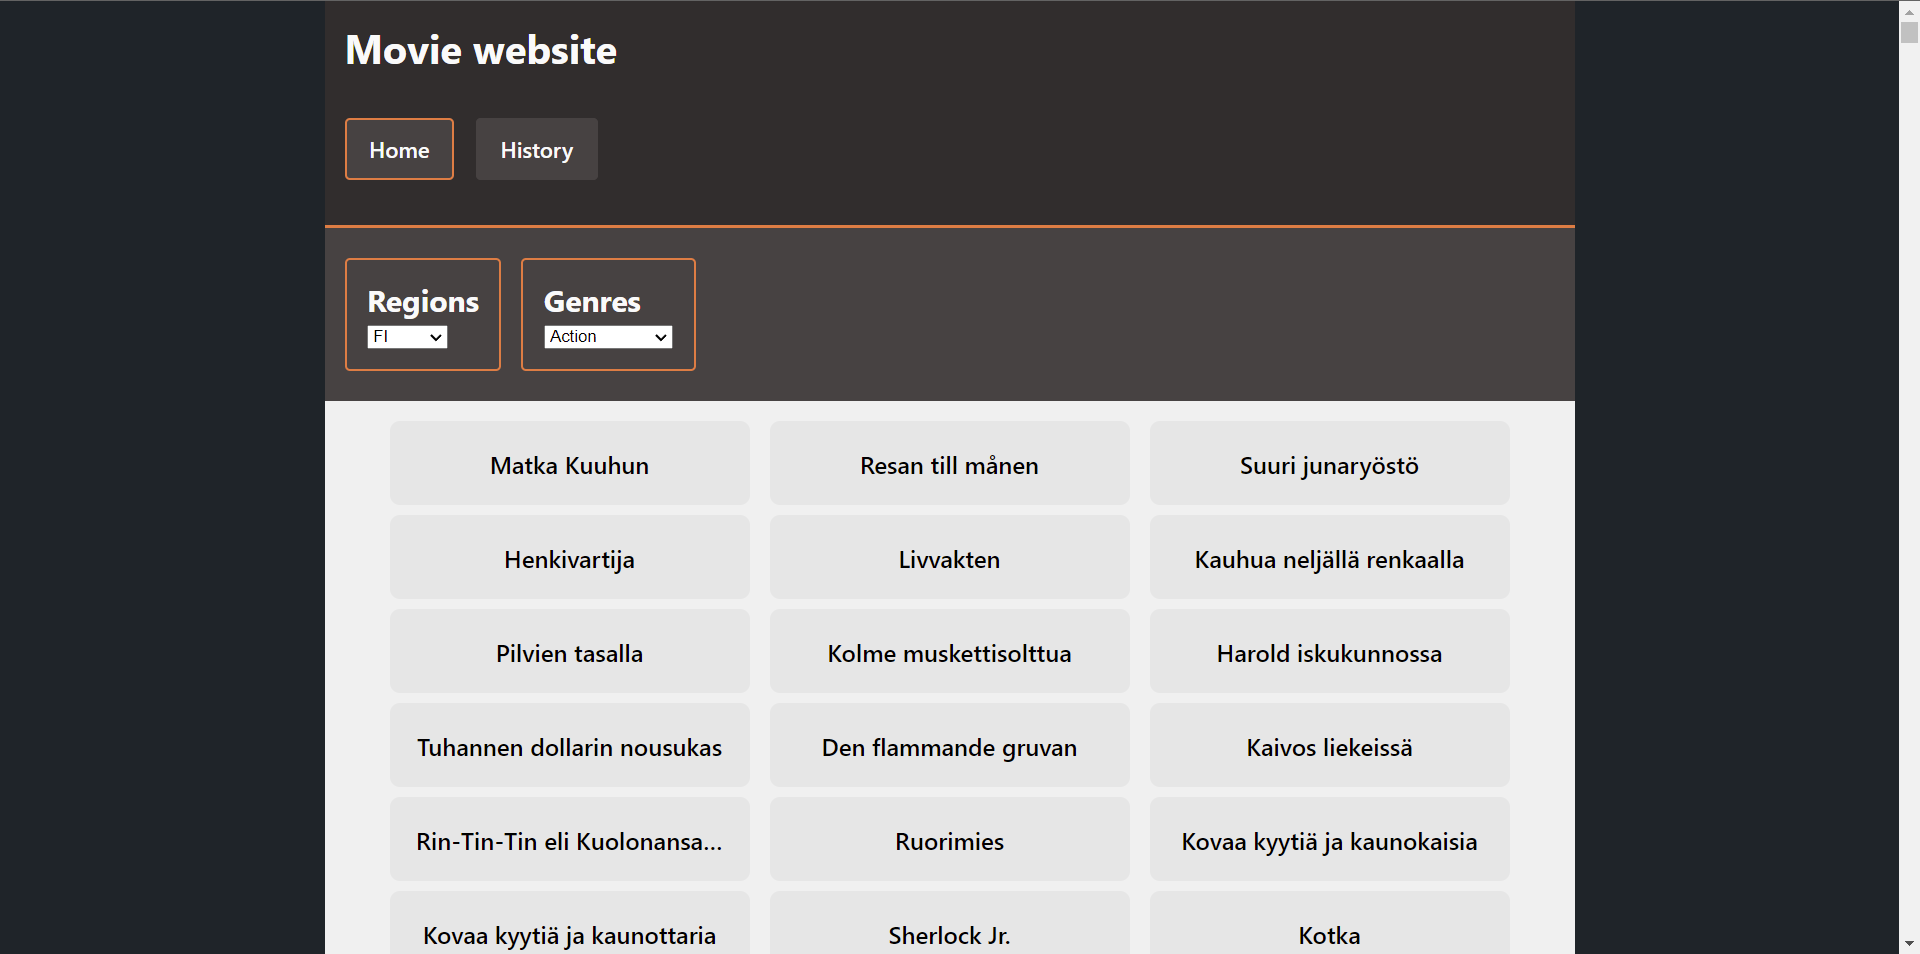 Movie website
Home
History
Regions
Genres
FI
Action
Matka Kuuhun
Resan till månen
Suuri junaryöstö
Henkivartija
Livvakten
Kauhua neljällä renkaalla
Pilvien tasalla
Kolme muskettisolttua
Harold iskukunnossa
Tuhannen dollarin nousukas
Den flammande gruvan
Kaivos liekeissä
Rin-Tin-Tin eli Kuolonansa...
Ruorimies
Kovaa kyytiä ja kaunokaisia
Kovaa kyytiä ja kaunottaria
Sherlock Jr.
Kotka